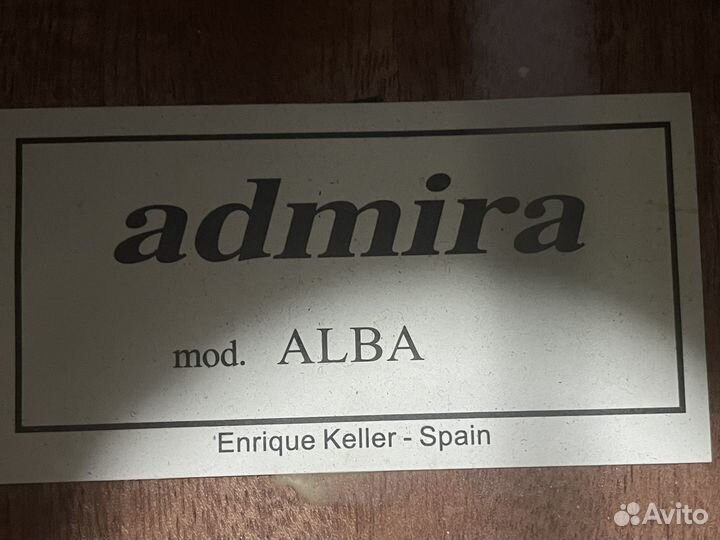 admira
mod. ALBA
Enrique Keller - Spain
Avito